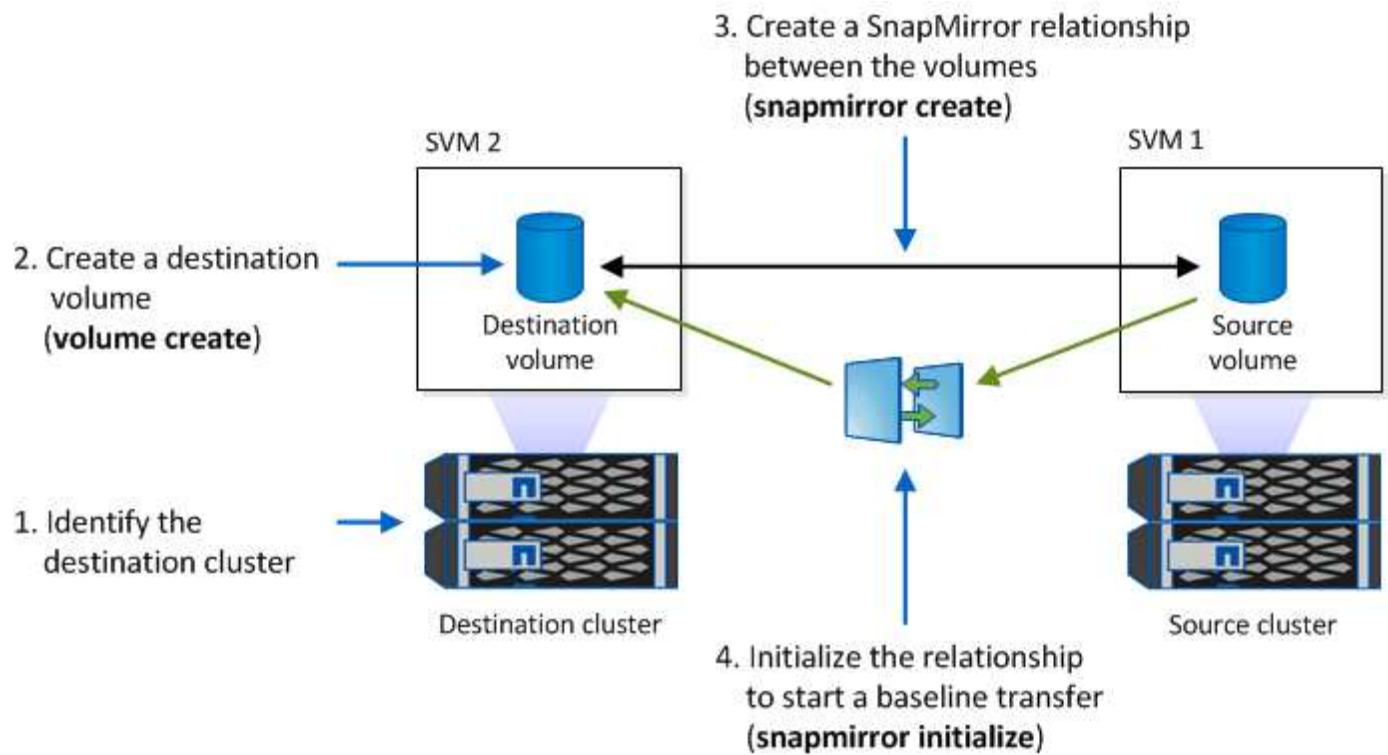 3. Create a SnapMirror relationship
between the volumes
(snapmirror create)
SVM 2
SVM 1
2. Create a destination
volume
(volume create)
Destination
volume
Source
volume
1. Identify the
destination cluster
Destination cluster
Source cluster
4. Initialize the relationship
to start a baseline transfer
(snapmirror initialize)